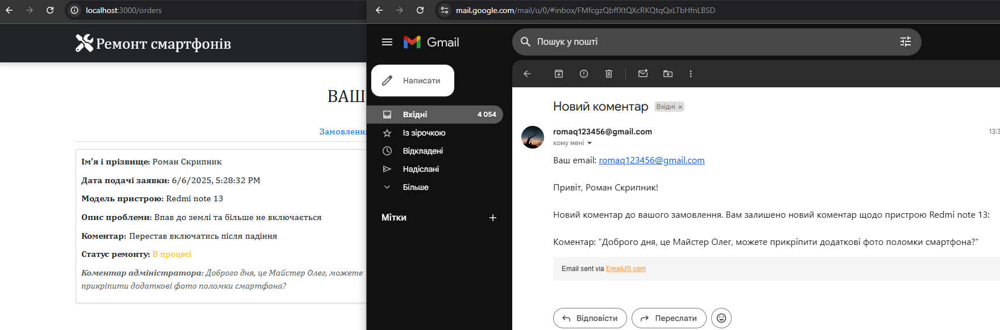 localhost:3000/orders
Ремонт смартфонів
ВАШ
Замовлення
Ім'я і прізвище: Роман Скрипник
Дата подачі заявки: 6/6/2025, 5:28:32 PM
Модель пристрою: Redmi note 13
Опис проблеми: Впав до землі та більше не включається
Коментар: Перестав включатись після падіння
Статус ремонту: В процесі
Коментар адміністратора: Доброго дня, це Майстер Олег, можете
прикріпити додаткові фото поломки смартфона?
mail.google.com/mail/u/0/#inbox/FMfcgzQbffXtQXcRKQtqQxLTbHfnLBSD
Gmail
Пошук у пошті
Написати
Вхідні 4 054
Із зірочкою
Відкладені
Надіслані
Більше
Мітки
Новий коментар Вхідні ×
romaq123456@gmail.com 13:3
кому мені
Ваш email: romaq123456@gmail.com
Привіт, Роман Скрипник!
Новий коментар до вашого замовлення. Вам залишено новий коментар щодо пристрою Redmi note 13:
Коментар: "Доброго дня, це Майстер Олег, можете прикріпити додаткові фото поломки смартфона?"
Email sent via EmailJS.com
Відповісти
Переслати